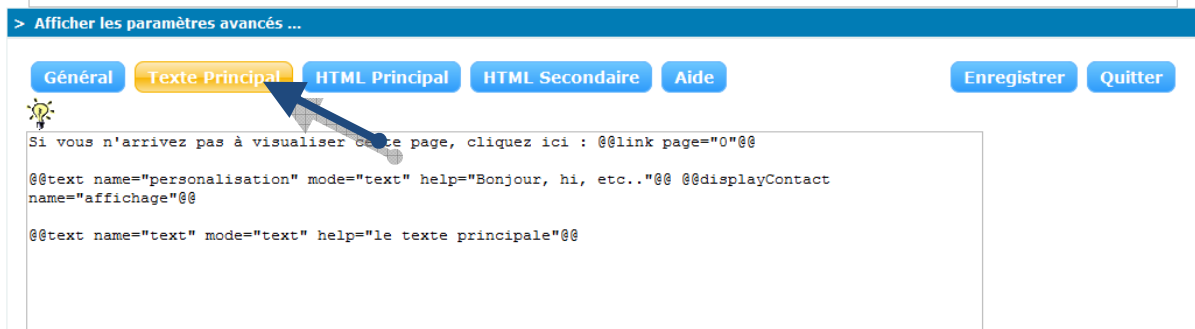 > Afficher les paramètres avancés ...
Général Texte Principal HTML Principal HTML Secondaire Aide Enregistrer Quitter
Si vous n'arrivez pas à visualiser cette page, cliquez ici : @@link page="0"@@
@@text name="personalisation" mode="text" help="Bonjour, hi, etc.."@@ @@displayContact
name="affichage"@@
@@text name="text" mode="text" help="le texte principale"@@